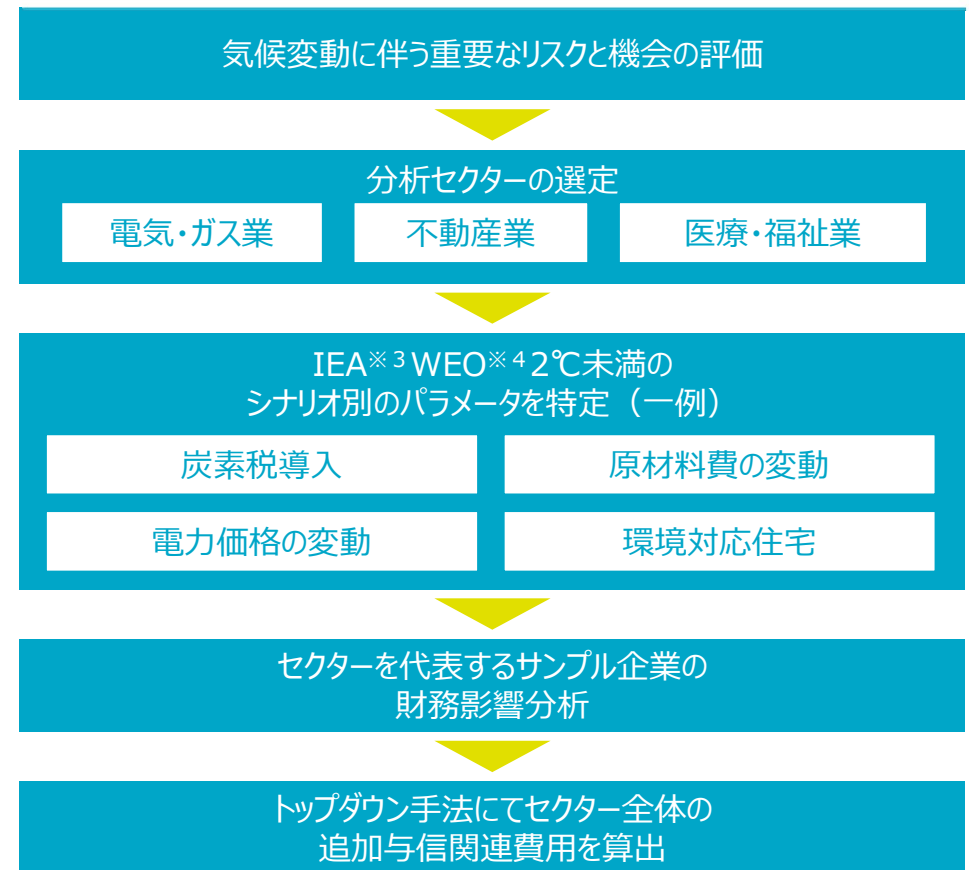 気候変動に伴う重要なリスクと機会の評価
分析セクターの選定
電気・ガス業
不動産業
医療・福祉業
IEA※3WEO※42℃未満の
シナリオ別のパラメータを特定（一例）
炭素税導入
原材料費の変動
電力価格の変動
環境対応住宅
セクターを代表するサンプル企業の
財務影響分析
トップダウン手法にてセクター全体の
追加与信関連費用を算出